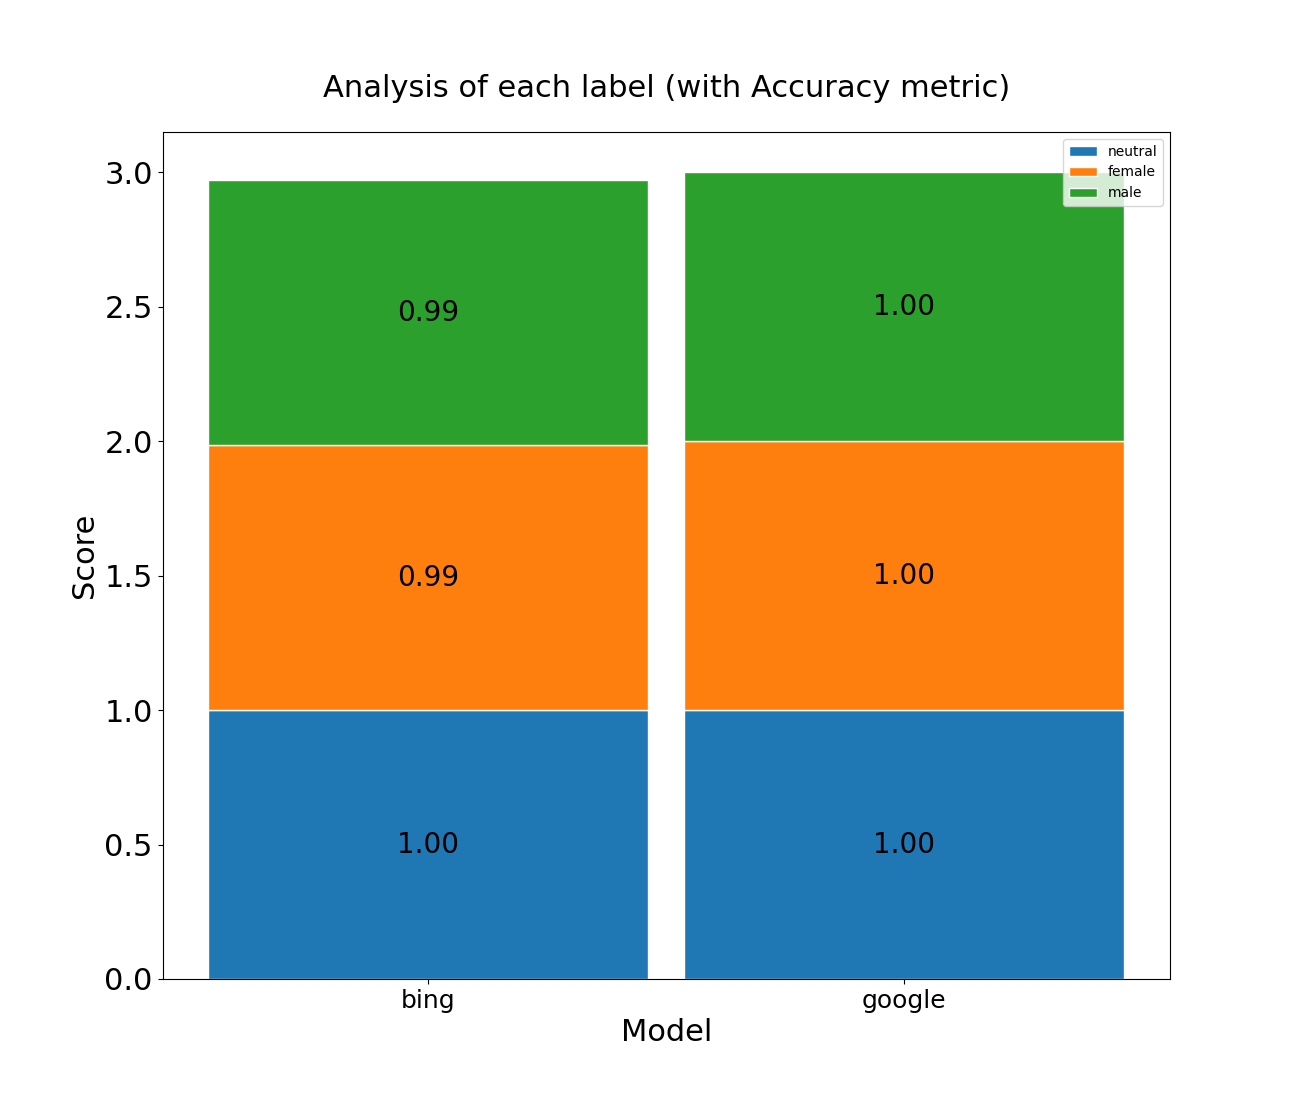 Analysis of each label (with Accuracy metric)
neutral
female
male
3.0
2.5
2.0
1.5
1.0
0.5
0.0
Score
0.99
1.00
0.99
1.00
1.00
1.00
bing
google
Model